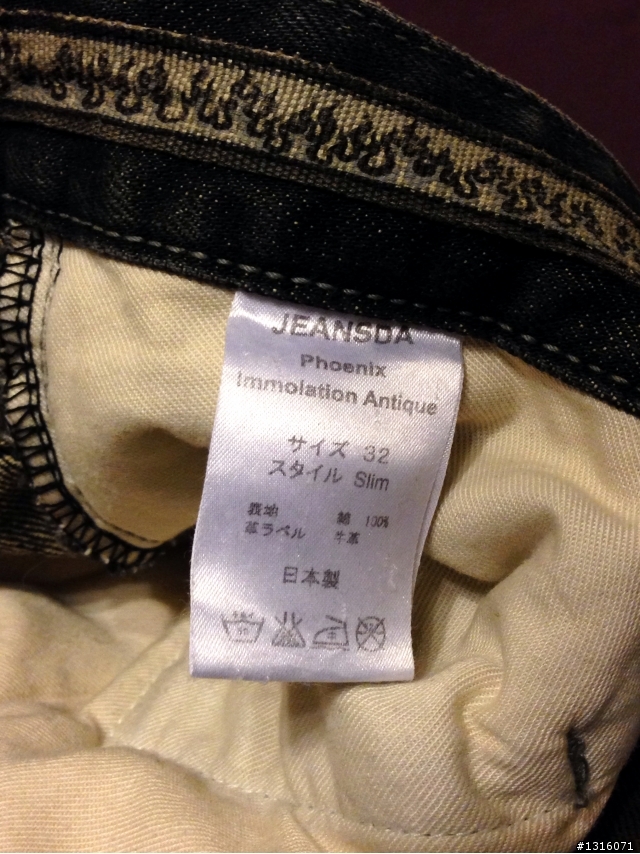 JEANSDA
Phoenix
Immolation Antique
サイズ 32
スタイル Slim
表地 綿 100%
革ラベル 牛革
日本製
#1316071